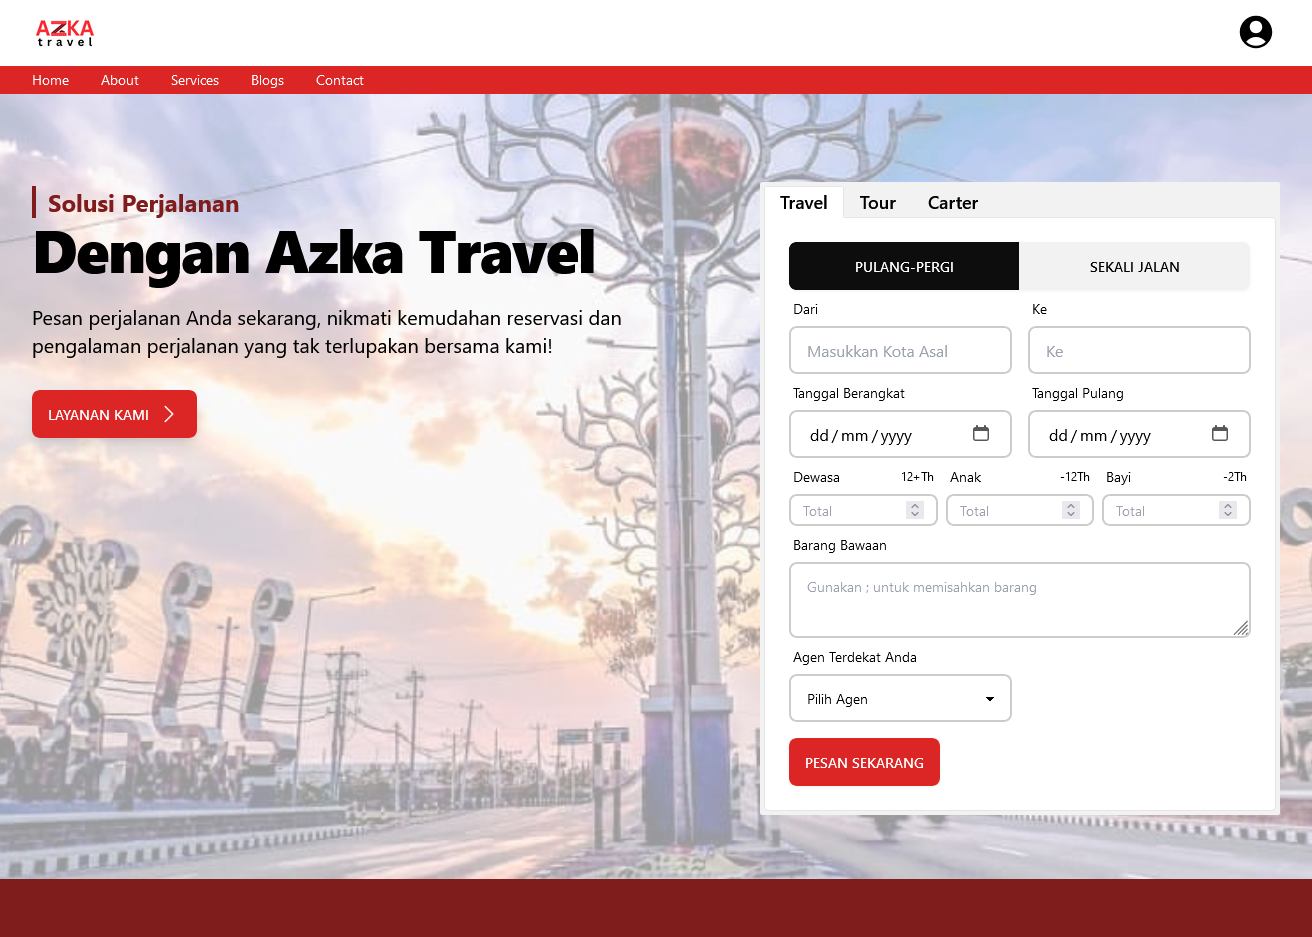 AZKA
travel
Home About Services Blogs Contact
Solusi Perjalanan
Dengan Azka Travel
Pesan perjalanan Anda sekarang, nikmati kemudahan reservasi dan
pengalaman perjalanan yang tak terlupakan bersama kami!
LAYANAN KAMI
Travel Tour Carter
PULANG-PERGI SEKALI JALAN
Dari Ke
Masukkan Kota Asal Ke
Tanggal Berangkat Tanggal Pulang
dd/mm/yyyy dd/mm/yyyy
Dewasa 12+Th Anak -12Th Bayi -2Th
Total Total Total
Barang Bawaan
Gunakan ; untuk memisahkan barang
Agen Terdekat Anda
Pilih Agen
PESAN SEKARANG